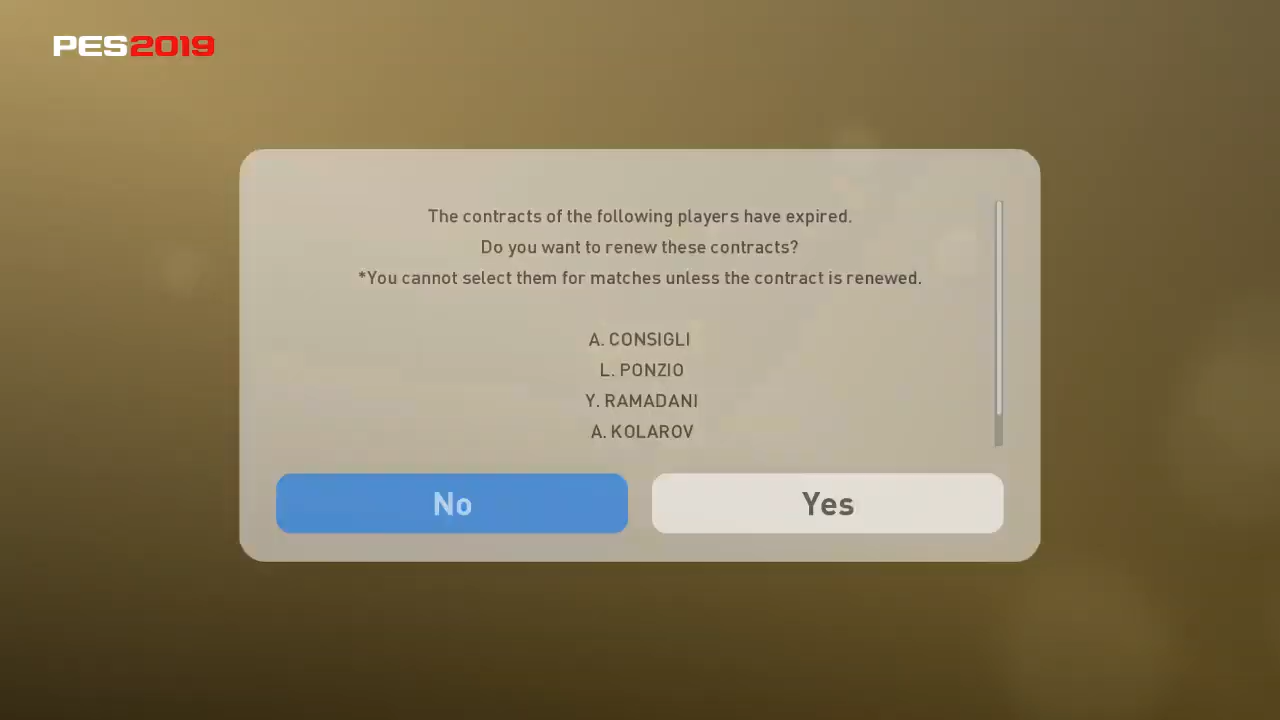 PES2019
The contracts of the following players have expired.
Do you want to renew these contracts?
*You cannot select them for matches unless the contract is renewed.
A. CONSIGLI
L. PONZIO
Y. RAMADANI
A. KOLAROV
No
Yes